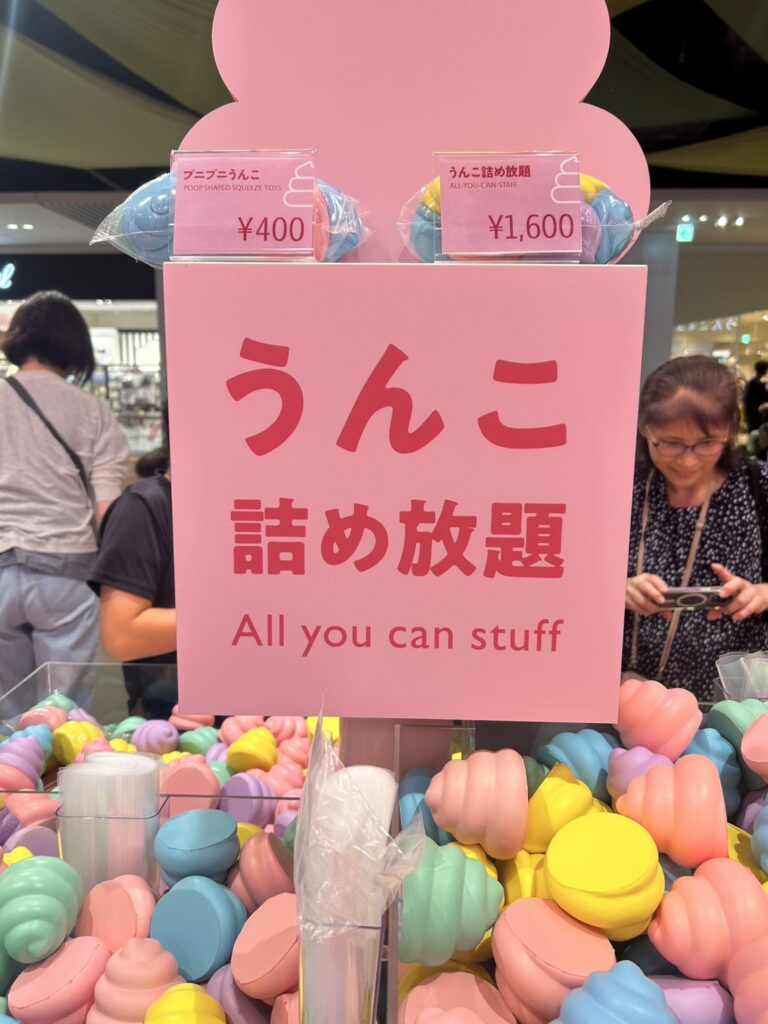 プニプニうんこ
POOP SHAPED SQUEEZE TOYS
¥400
うんこ詰め放題
ALL-YOU-CAN-STAFF
¥1,600
うんこ
詰め放題
All you can stuff